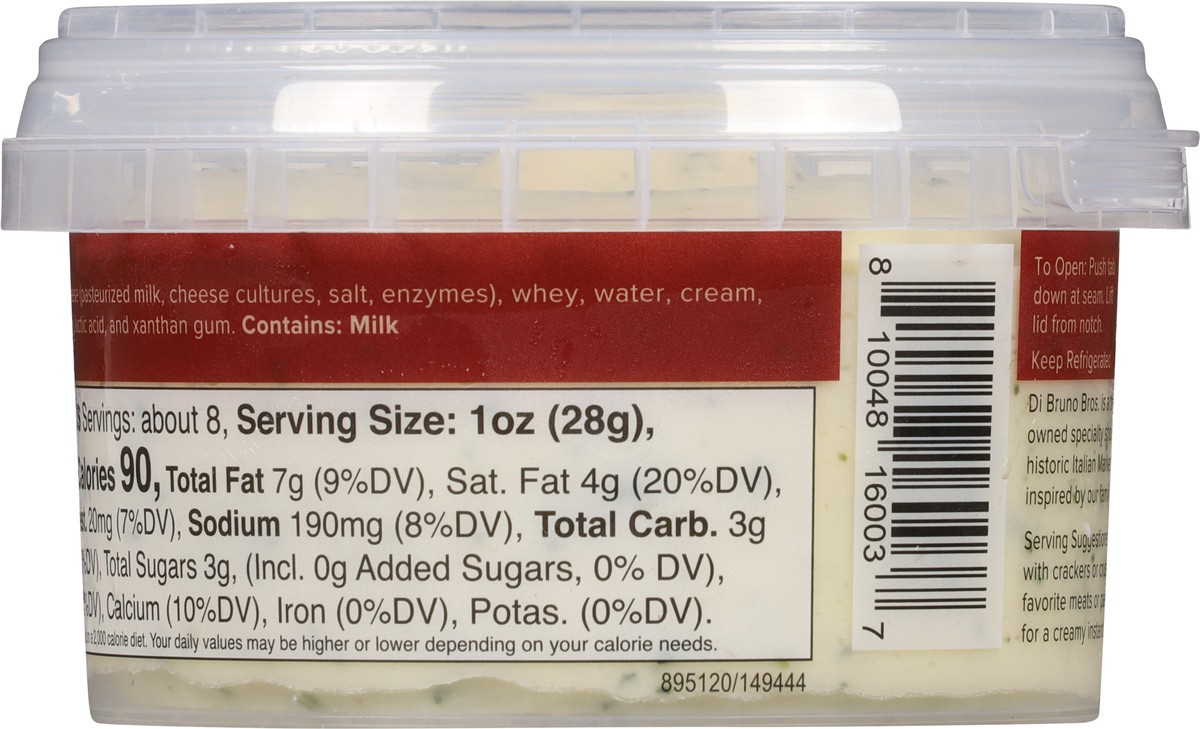 pasteurized milk, cheese cultures, salt, enzymes), whey, water, cream,
acid, and xanthan gum. Contains: Milk
Servings: about 8, Serving Size: 1oz (28g),
Calories 90, Total Fat 7g (9%DV), Sat. Fat 4g (20%DV),
20mg (7%DV), Sodium 190mg (8%DV), Total Carb. 3g
DV), Total Sugars 3g, (Incl. 0g Added Sugars, 0% DV),
DV), Calcium (10%DV), Iron (0%DV), Potas. (0%DV).
a 2,000 calorie diet. Your daily values may be higher or lower depending on your calorie needs.
895120/149444
8 10048 16003 7
To Open: Push tab
down at seam. Lift
lid from notch.
Keep Refrigerated
Di Bruno Bros. is a
owned specialty
historic Italian
inspired by our
Serving Suggestion
with crackers or
favorite meats or
for a creamy